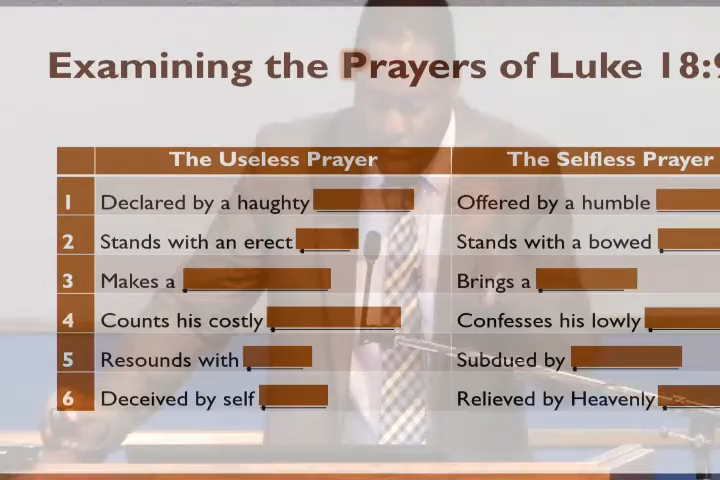 Examining the Prayers of Luke 18:9
The Useless Prayer The Selfless Prayer
1 Declared by a haughty Offered by a humble
2 Stands with an erect Stands with a bowed
3 Makes a Brings a
4 Counts his costly Confesses his lowly
5 Resounds with Subdued by
6 Deceived by self Relieved by Heavenly